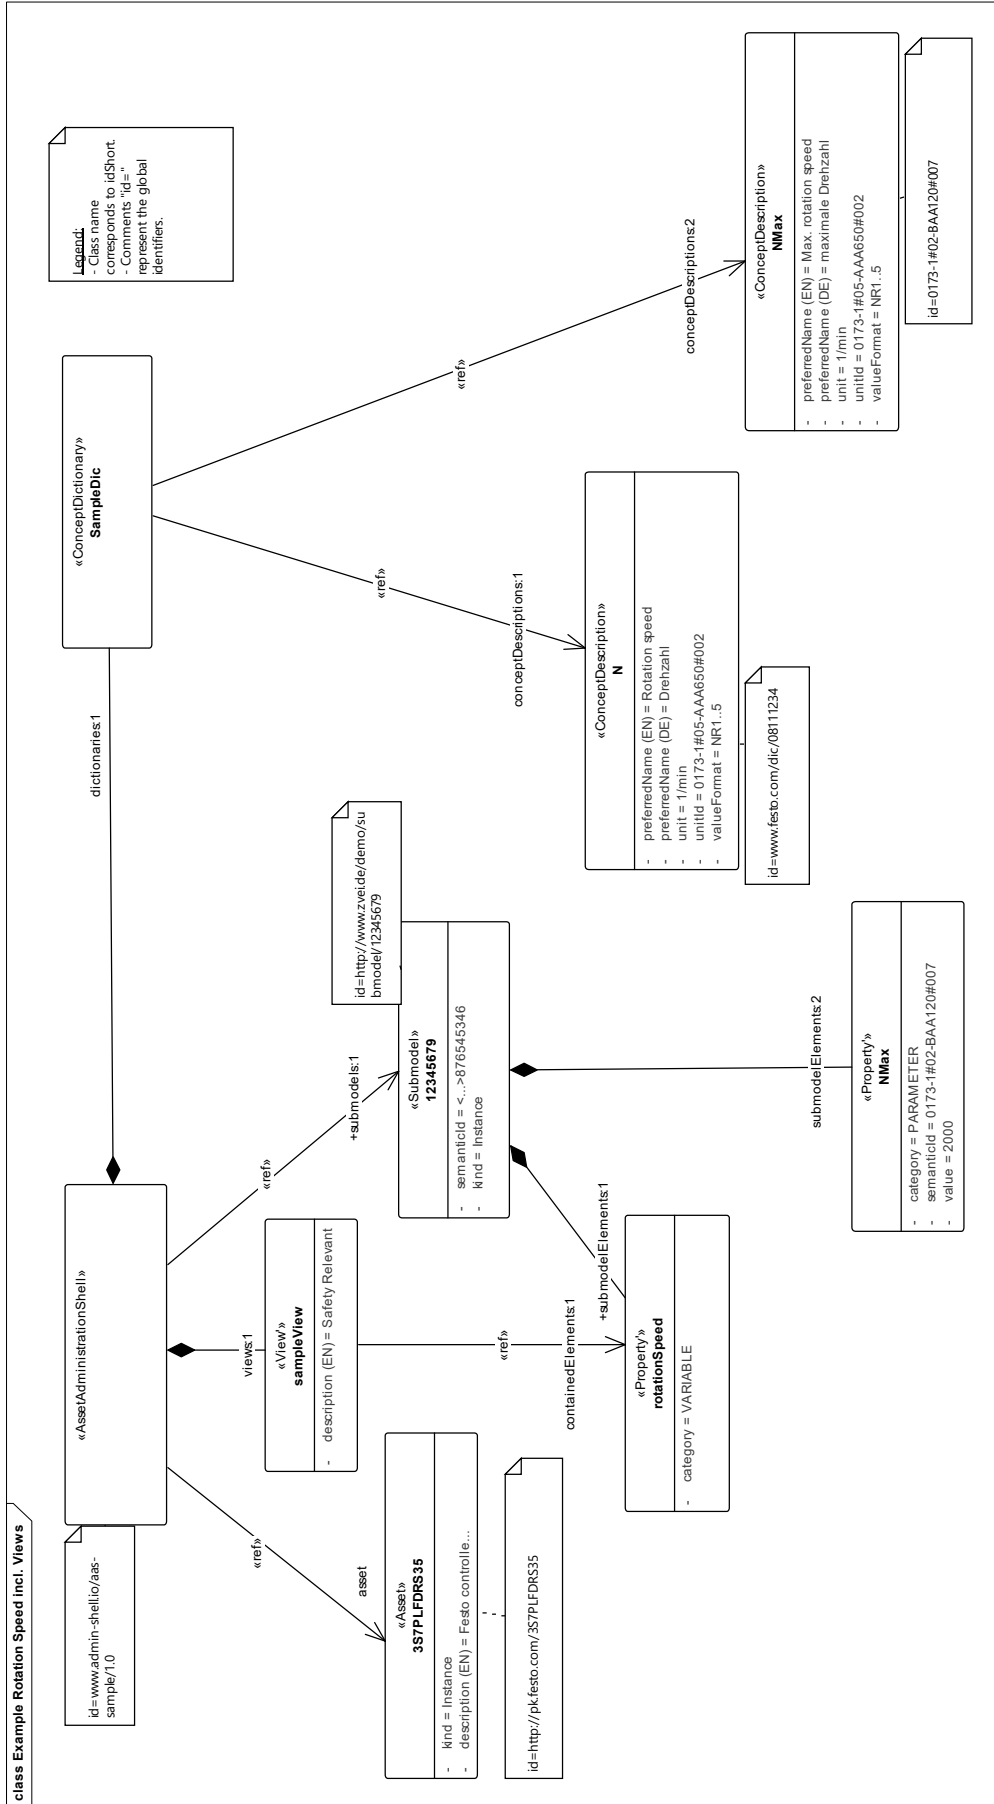 class Example Rotation Speed incl. Views
id=www.admin-shell.io/aas-
sample/1.0
«AssetAdministrationShell»
dictionaries:1
«ConceptDictionary»
SampleDic
Legend:
- Class name
corresponds to idShort.
- Comments "id="
represent the global
identifiers.
«ref»
asset
views:1
«ref»
+submodels:1
«ref»
conceptDescriptions:1
«ref»
conceptDescriptions:2
«Asset»
3S7PLFDRS35
- kind = Instance
- description (EN) = Festo controlle...
id=http://pk.festo.com/3S7PLFDRS35
«View'»
sampleView
- description (EN) = Safety Relevant
«ref»
containedElements:1
id=http://www.zvei.de/demo/su
bmodel/12345679
«Submodel»
12345679
- semanticId = <...>876545346
- kind = Instance
+submodelElements:1
submodelElements:2
«Property'»
rotationSpeed
- category = VARIABLE
«Property'»
NMax
- category = PARAMETER
- semanticId = 0173-1#02-BAA120#007
- value = 2000
«ConceptDescription»
N
- preferredName (EN) = Rotation speed
- preferredName (DE) = Drehzahl
- unit = 1/min
- unitId = 0173-1#05-AAA650#002
- valueFormat = NR1..5
id=www.festo.com/dic/08111234
«ConceptDescription»
NMax
- preferredName (EN) = Max. rotation speed
- preferredName (DE) = maximale Drehzahl
- unit = 1/min
- unitId = 0173-1#05-AAA650#002
- valueFormat = NR1..5
id=0173-1#02-BAA120#007